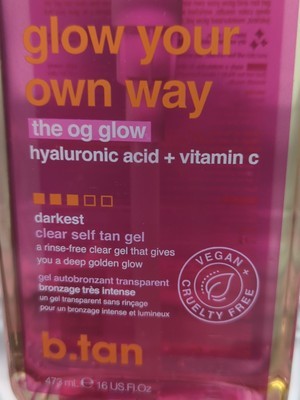 glow your
own way
the og glow
hyaluronic acid + vitamin c
darkest
clear self tan gel
a rinse-free clear gel that gives
you a deep golden glow
gel autobronzant transparent
bronzage très intense
un gel transparent sans rinçage
pour un bronzage intense et lumineux
VEGAN +
CRUELTY FREE
b.tan
473 mL e 16 US.Fl.Oz